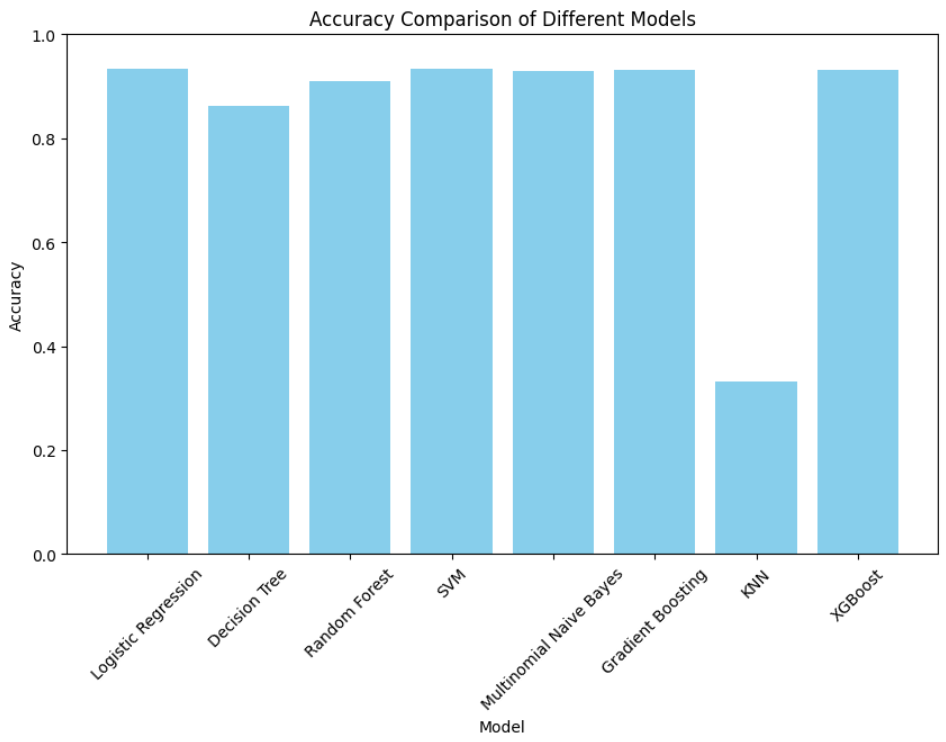 Accuracy Comparison of Different Models
Accuracy
1.0
0.8
0.6
0.4
0.2
0.0
Logistic Regression
Decision Tree
Random Forest
SVM
Multinomial Naive Bayes
Gradient Boosting
KNN
XGBoost
Model